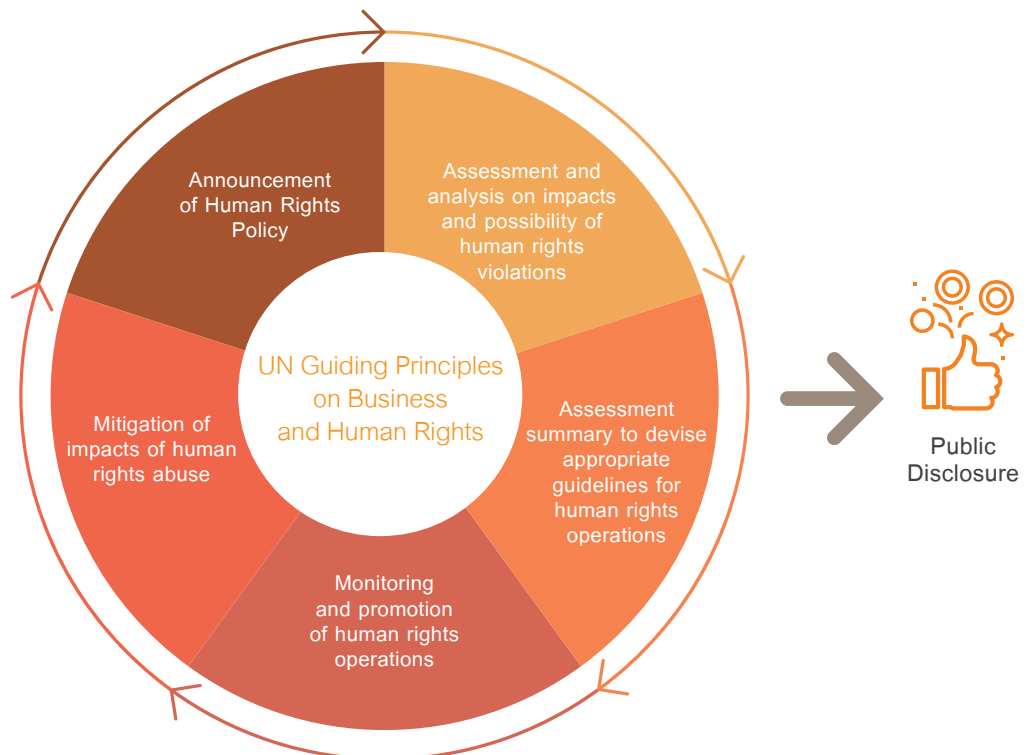 Announcement
of Human Rights
Policy
Assessment and
analysis on impacts
and possibility of
human rights
violations
UN Guiding Principles
on Business
and Human Rights
Mitigation of
impacts of human
rights abuse
Assessment
summary to devise
appropriate
guidelines for
human rights
operations
Monitoring
and promotion
of human rights
operations
Public
Disclosure